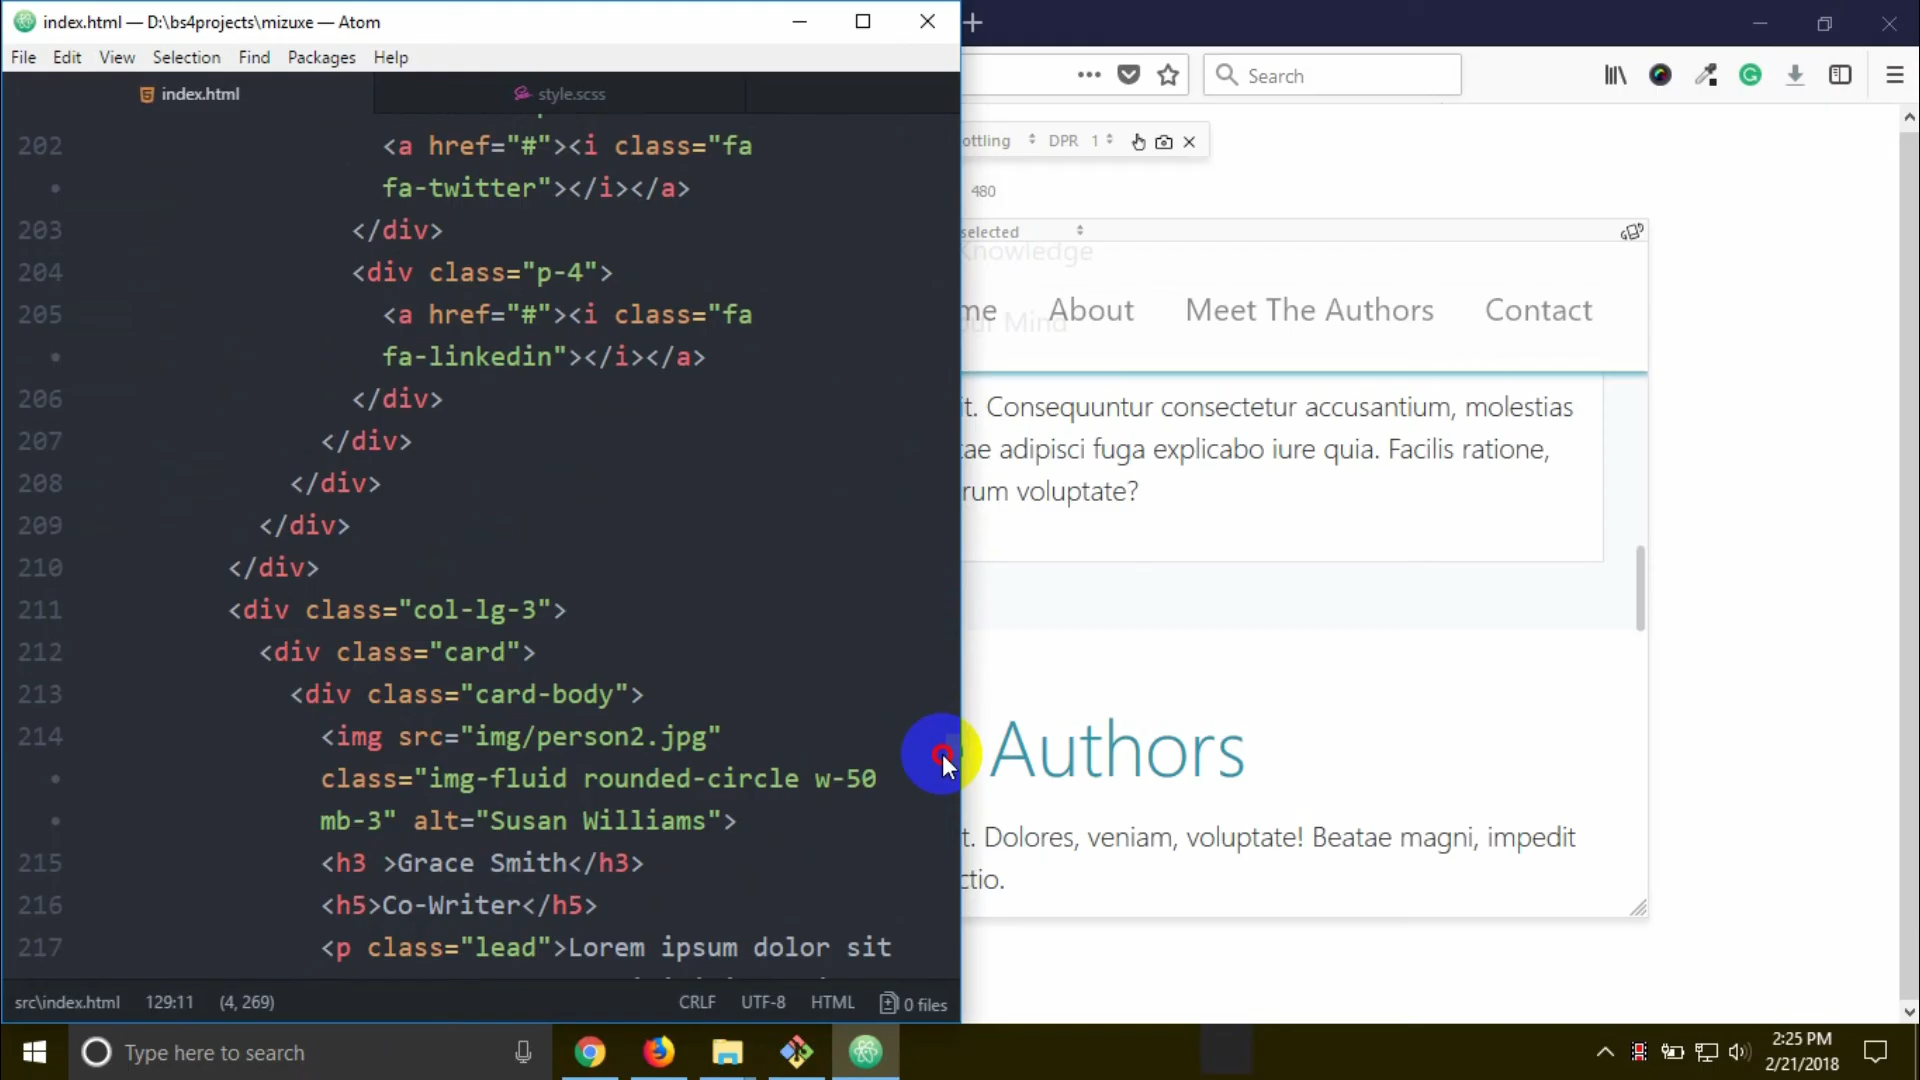 index.html — D:\bs4projects\mizuxe — Atom
File Edit View Selection Find Packages Help
index.html
style.scss
202 <a href="#"><i class="fa
• fa-twitter"></i></a>
203 </div>
204 <div class="p-4">
205 <a href="#"><i class="fa
• fa-linkedin"></i></a>
206 </div>
207 </div>
208 </div>
209 </div>
210 </div>
211 <div class="col-lg-3">
212 <div class="card">
213 <div class="card-body">
214 <img src="img/person2.jpg"
• class="img-fluid rounded-circle w-50
• mb-3" alt="Susan Williams">
215 <h3 >Grace Smith</h3>
216 <h5>Co-Writer</h5>
217 <p class="lead">Lorem ipsum dolor sit
src\index.html 129:11 (4, 269) CRLF UTF-8 HTML 0 files
Search
ottling DPR 1
480
selected
Knowledge
me About Meet The Authors Contact
our Mind
it. Consequuntur consectetur accusantium, molestias
tae adipisci fuga explicabo iure quia. Facilis ratione,
rum voluptate?
Authors
t. Dolores, veniam, voluptate! Beatae magni, impedit
ctio.
Type here to search
2:25 PM
2/21/2018